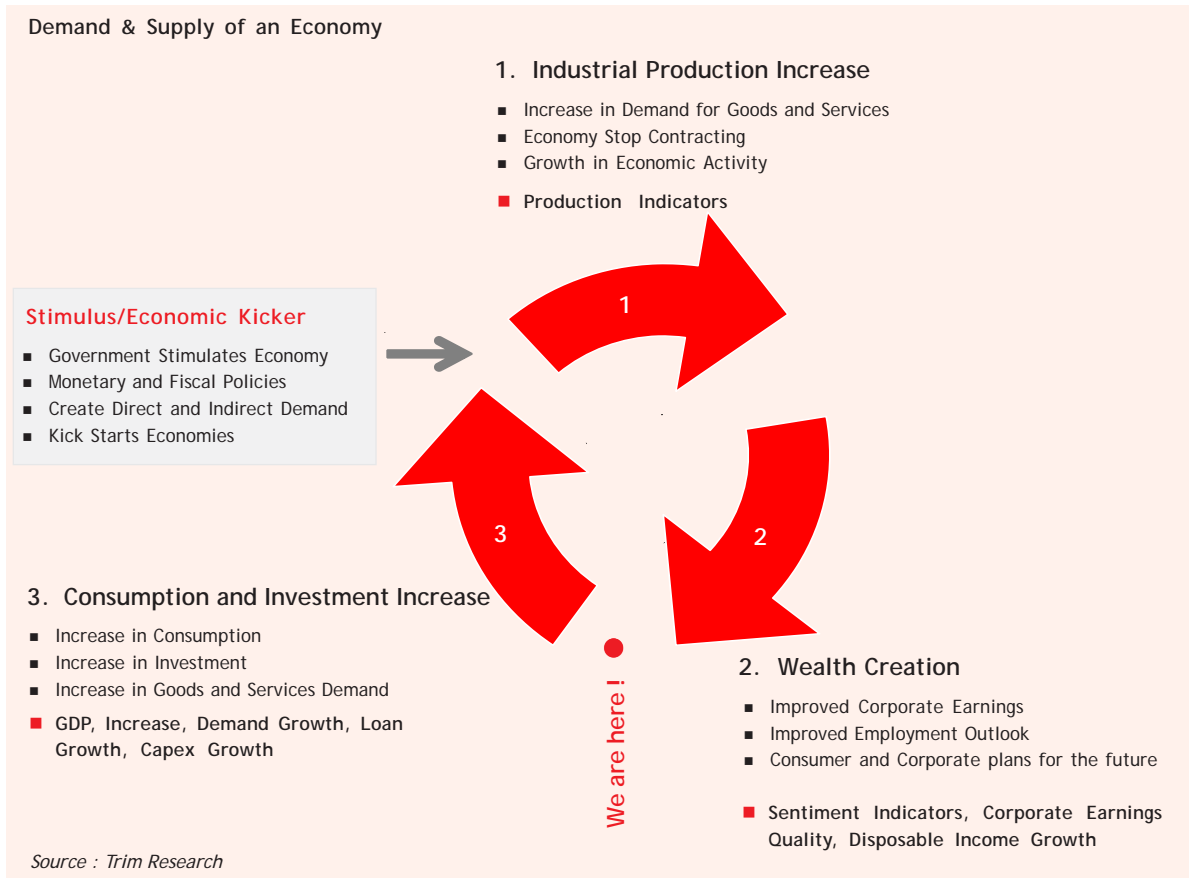 Demand & Supply of an Economy
1. Industrial Production Increase
■ Increase in Demand for Goods and Services
■ Economy Stop Contracting
■ Growth in Economic Activity
■ Production Indicators
1
Stimulus/Economic Kicker
■ Government Stimulates Economy
■ Monetary and Fiscal Policies
■ Create Direct and Indirect Demand
■ Kick Starts Economies
3
2
3. Consumption and Investment Increase
■ Increase in Consumption
■ Increase in Investment
■ Increase in Goods and Services Demand
■ GDP, Increase, Demand Growth, Loan
Growth, Capex Growth
We are here !
2. Wealth Creation
■ Improved Corporate Earnings
■ Improved Employment Outlook
■ Consumer and Corporate plans for the future
■ Sentiment Indicators, Corporate Earnings
Quality, Disposable Income Growth
Source : Trim Research